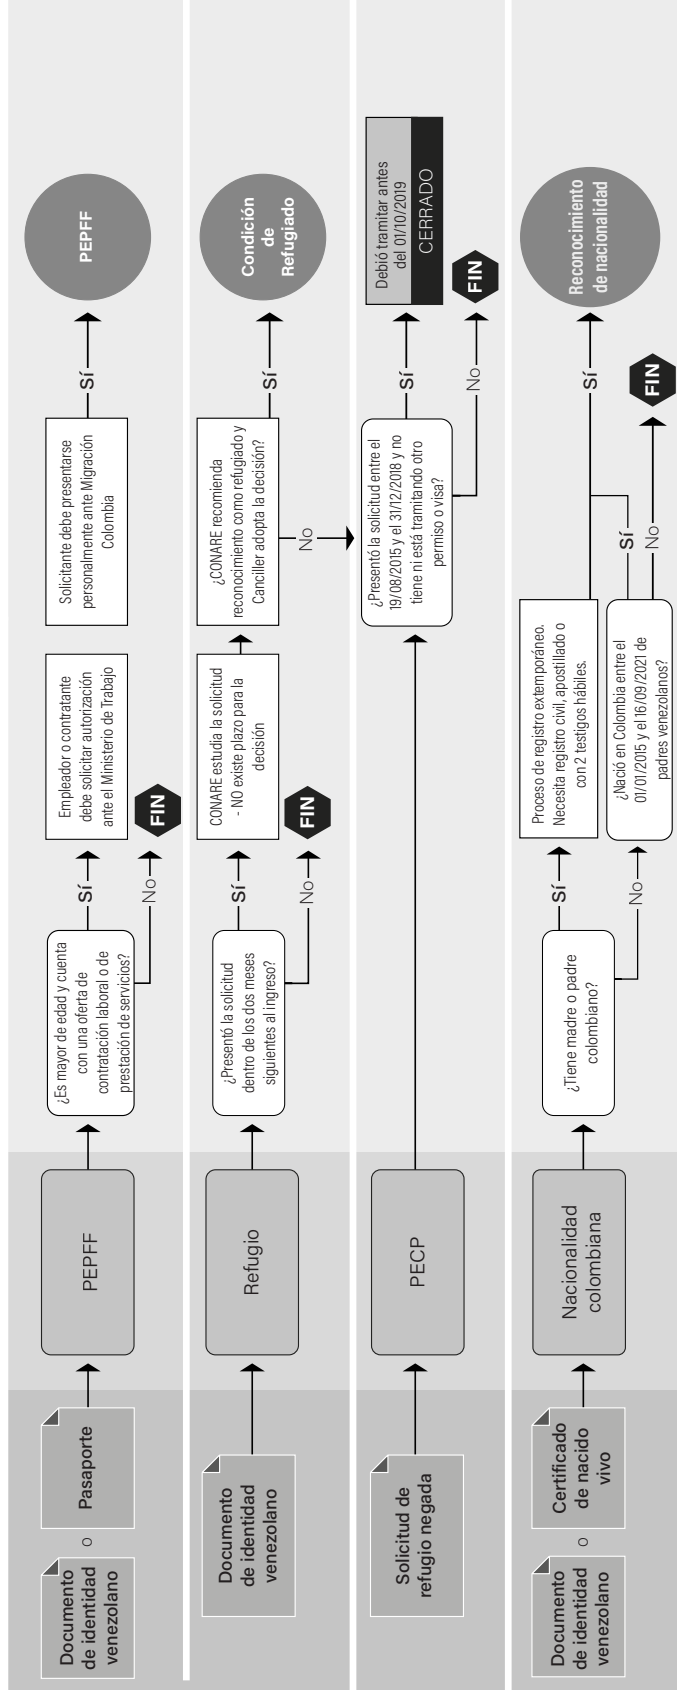 Documento
de identidad
venezolano
o
Pasaporte
PEPFF
¿Es mayor de edad y cuenta
con una oferta de
contratación laboral o de
prestación de servicios?
Sí
No
Empleador o contratante
debe solicitar autorización
ante el Ministerio de Trabajo
FIN
Solicitante debe presentarse
personalmente ante Migración
Colombia
Sí
PEPFF
Documento
de identidad
venezolano
Refugio
¿Presentó la solicitud
dentro de los dos meses
siguientes al ingreso?
Sí
No
CONARE estudia la solicitud
- NO existe plazo para la
decisión
FIN
¿CONARE recomienda
reconocimiento como refugiado y
Canciller adopta la decisión?
Sí
No
Condición
de
Refugiado
Solicitud de
refugio negada
PECP
¿Presentó la solicitud entre el
19/08/2015 y el 31/12/2018 y no
tiene ni está tramitando otro
permiso o visa?
Sí
No
Debió tramitar antes
del 01/10/2019
CERRADO
FIN
Documento
de identidad
venezolano
o
Certificado
de nacido
vivo
Nacionalidad
colombiana
¿Tiene madre o padre
colombiano?
Sí
No
Proceso de registro extemporáneo.
Necesita registro civil, apostillado o
con 2 testigos hábiles.
¿Nació en Colombia entre el
01/01/2015 y el 16/09/2021 de
padres venezolanos?
Sí
No
Sí
FIN
Reconocimiento
de nacionalidad